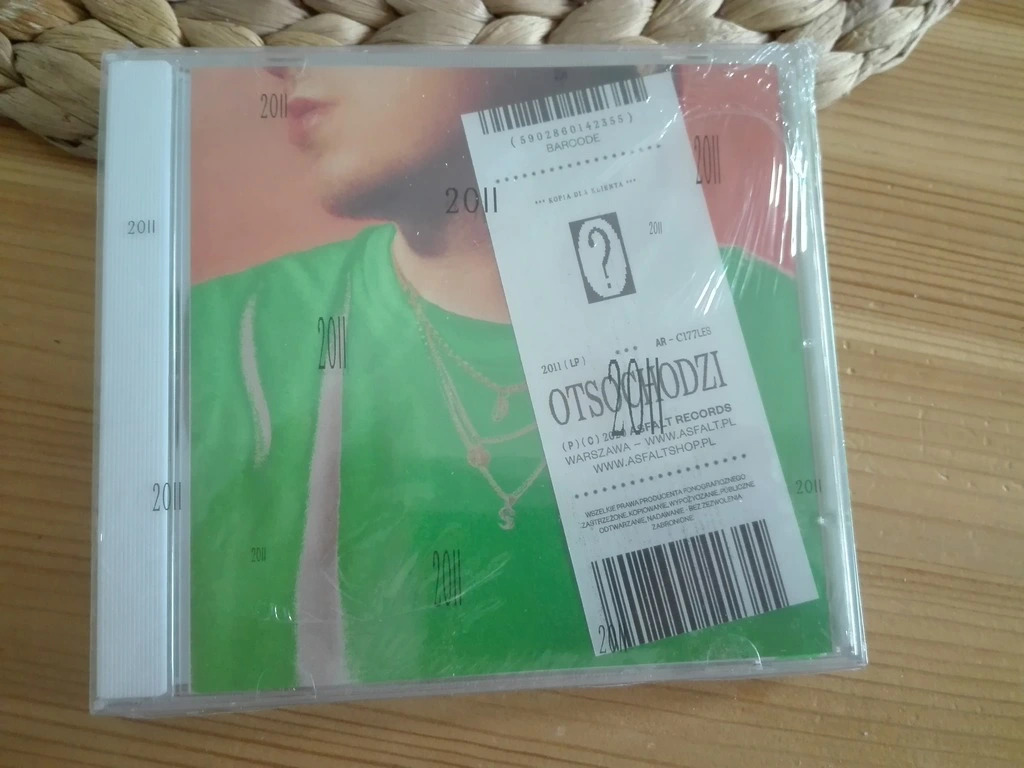 2011
2011
2011
2011
2011
2011
2011
2011
2011
(5902860142355)
BARCODE
*** KOPIA DLA KLIENTA ***
?
2011
AR - C177LE8
2011 (LP)
OTSOCHODZI
2011
ASFALT RECORDS
WARSZAWA - WWW.ASFALT.PL
WWW.ASFALTSHOP.PL
WSZELKIE PRAWA PRODUCENTA FONOGRAFICZNEGO
ZASTRZEŻONE. KOPIOWANIE, WYPOŻYCZANIE, PUBLICZNE
ODTWARZANIE, NADAWANIE - BEZ ZEZWOLENIA
ZABRONIONE
S